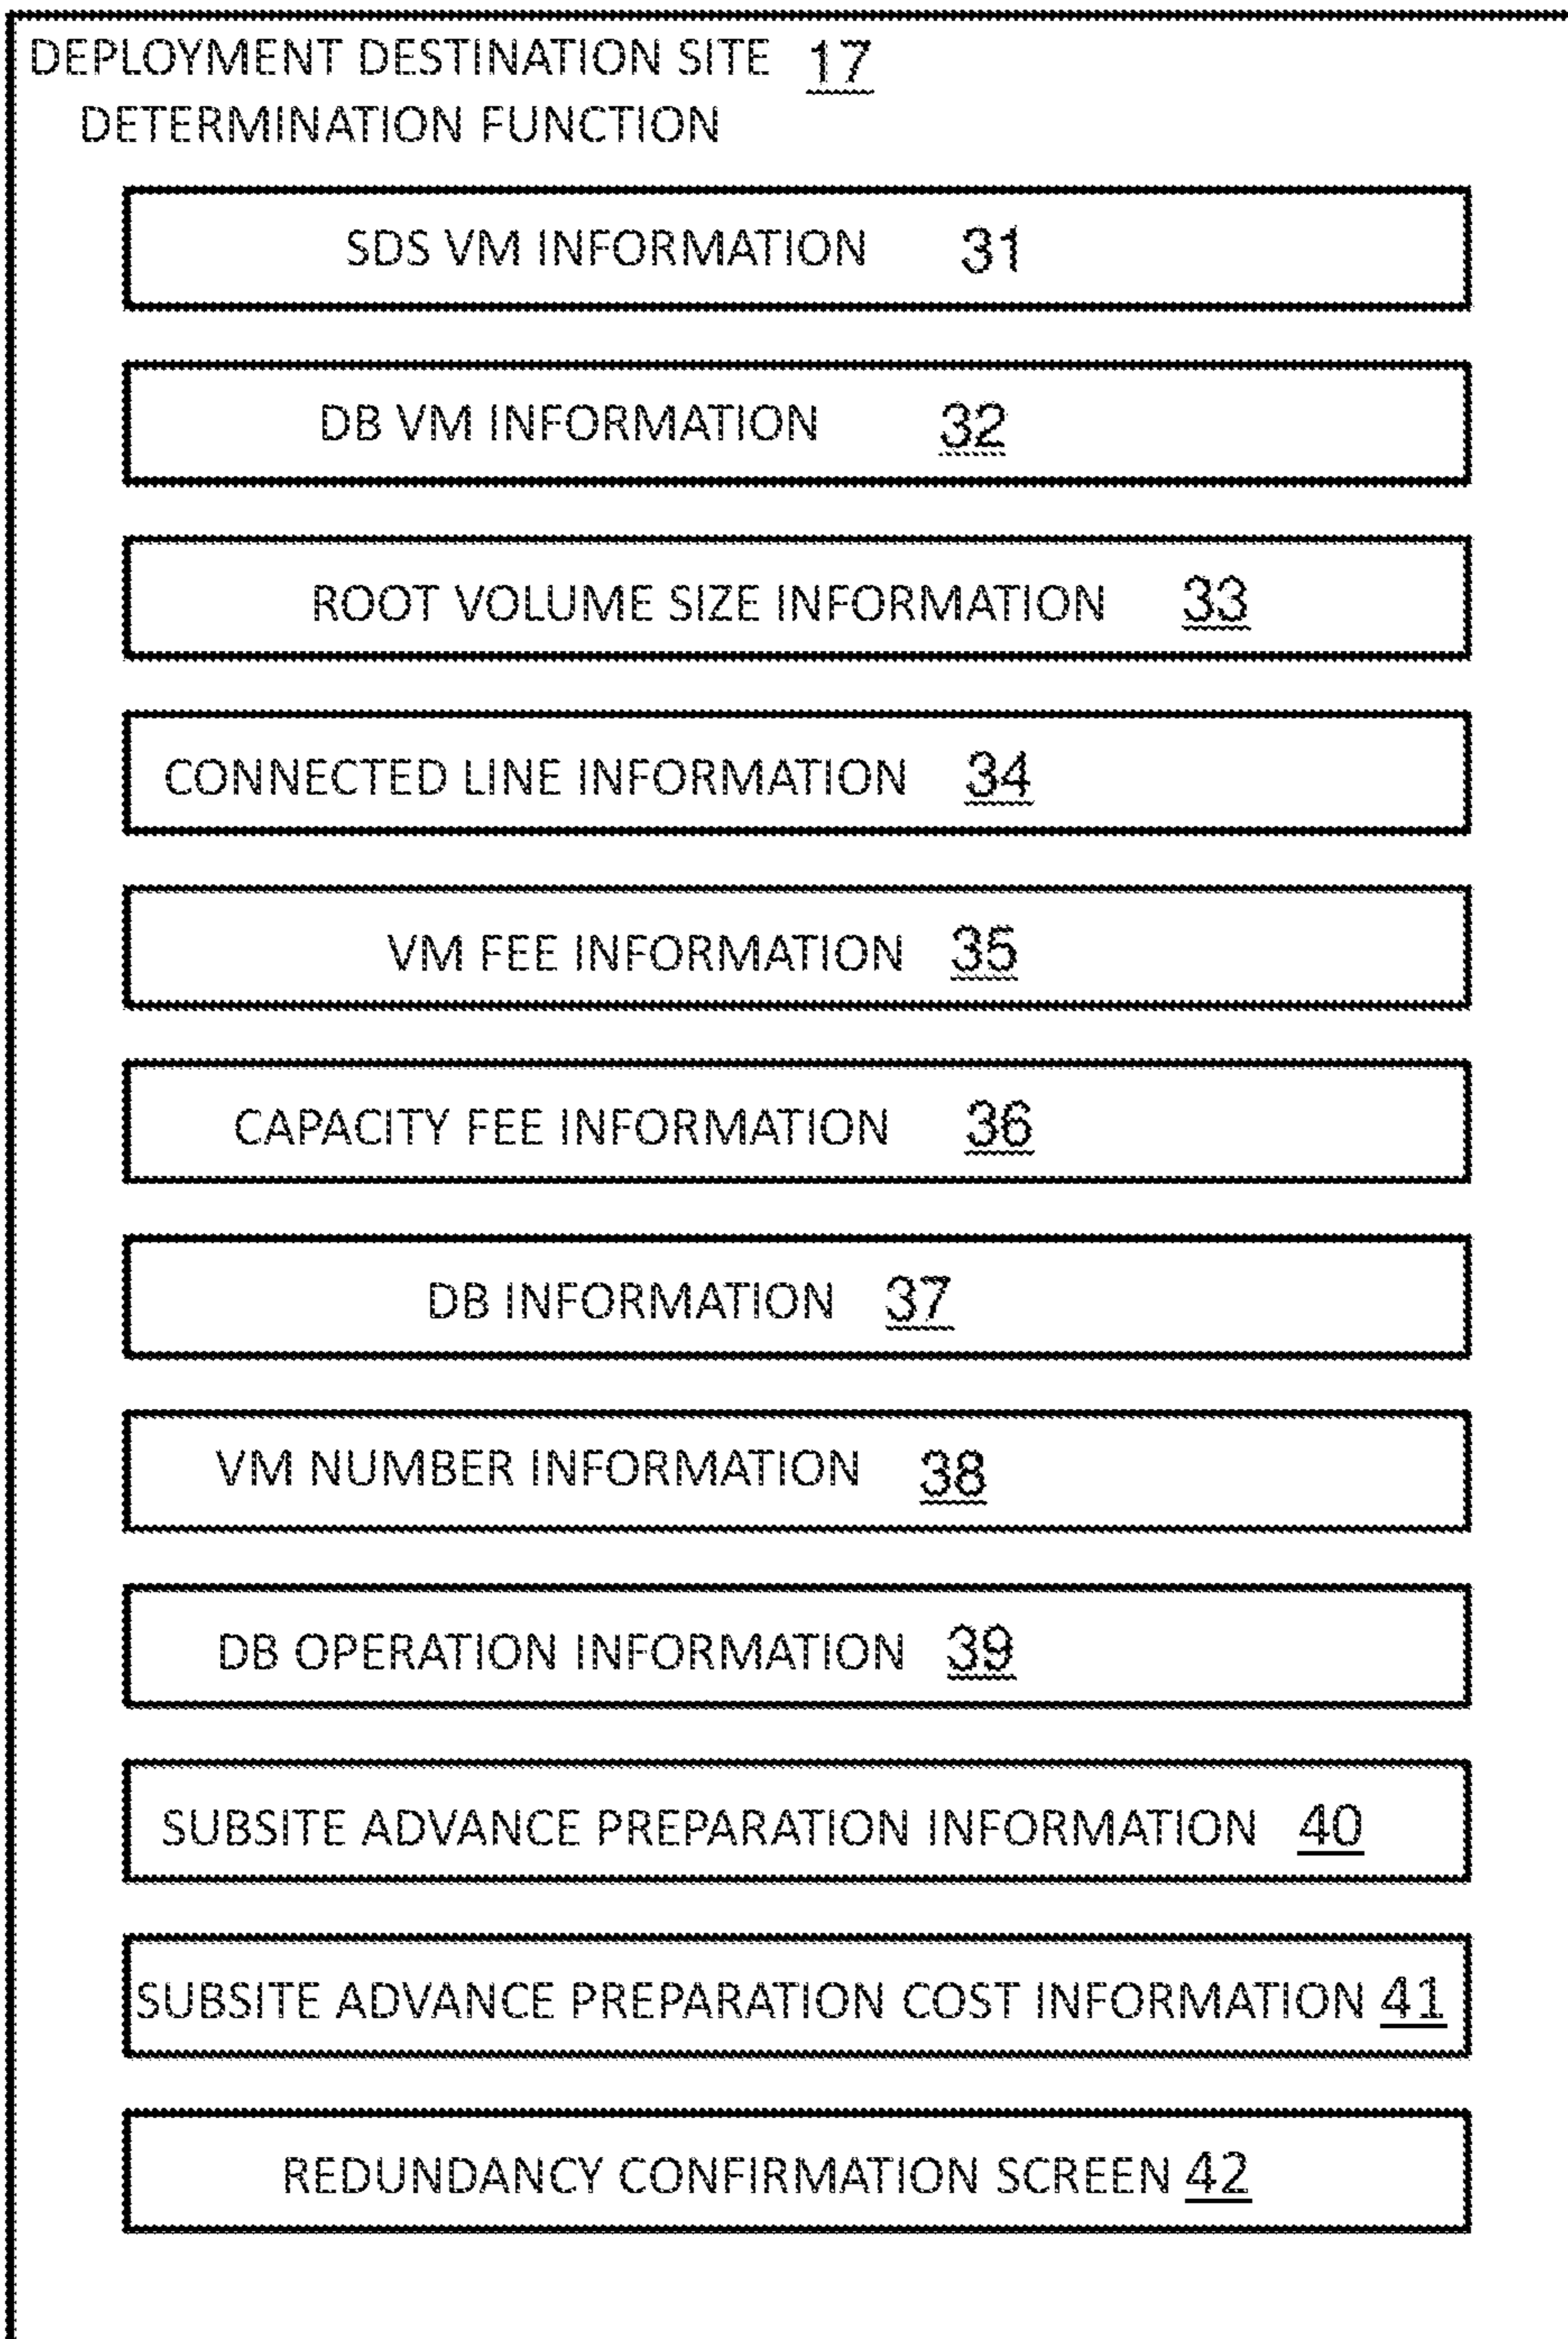 DEPLOYMENT DESTINATION SITE 17
DETERMINATION FUNCTION
SDS VM INFORMATION 31
DB VM INFORMATION 32
ROOT VOLUME SIZE INFORMATION 33
CONNECTED LINE INFORMATION 34
VM FEE INFORMATION 35
CAPACITY FEE INFORMATION 36
DB INFORMATION 37
VM NUMBER INFORMATION 38
DB OPERATION INFORMATION 39
SUBSITE ADVANCE PREPARATION INFORMATION 40
SUBSITE ADVANCE PREPARATION COST INFORMATION 41
REDUNDANCY CONFIRMATION SCREEN 42